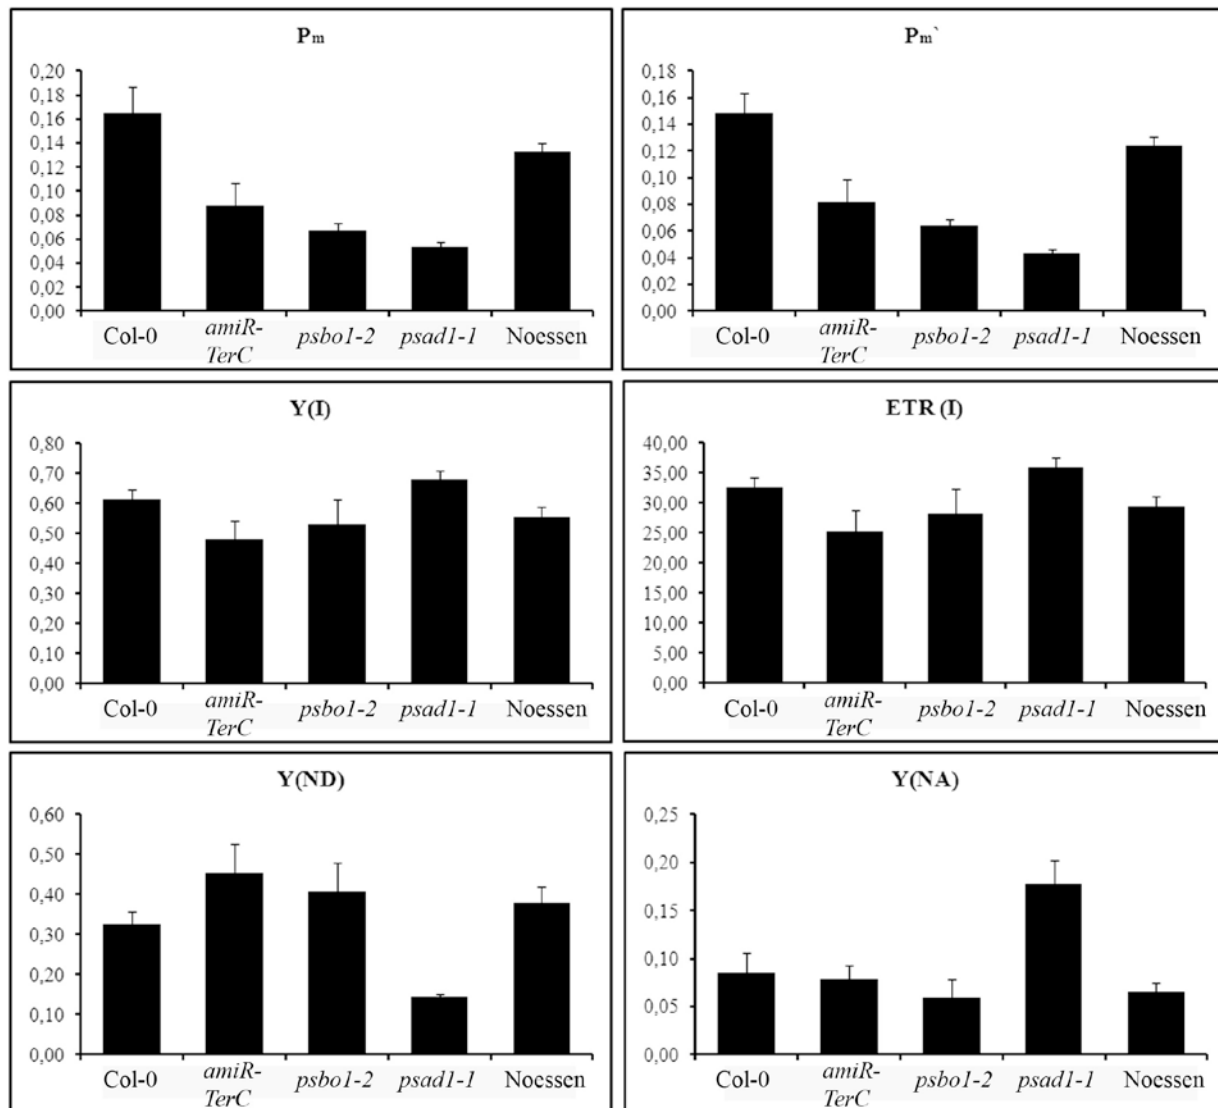 Pm
0,20
0,18
0,16
0,14
0,12
0,10
0,08
0,06
0,04
0,02
0,00
Col-0 amiR- psbo1-2 psad1-1 Noessen
TerC
Pm`
0,18
0,16
0,14
0,12
0,10
0,08
0,06
0,04
0,02
0,00
Col-0 amiR- psbo1-2 psad1-1 Noessen
TerC
Y(I)
0,80
0,70
0,60
0,50
0,40
0,30
0,20
0,10
0,00
Col-0 amiR- psbo1-2 psad1-1 Noessen
TerC
ETR (I)
40,00
35,00
30,00
25,00
20,00
15,00
10,00
5,00
0,00
Col-0 amiR- psbo1-2 psad1-1 Noessen
TerC
Y(ND)
0,60
0,50
0,40
0,30
0,20
0,10
0,00
Col-0 amiR- psbo1-2 psad1-1 Noessen
TerC
Y(NA)
0,25
0,20
0,15
0,10
0,05
0,00
Col-0 amiR- psbo1-2 psad1-1 Noessen
TerC